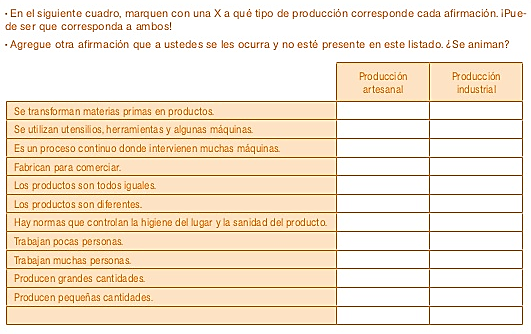 • En el siguiente cuadro, marquen con una X a qué tipo de producción corresponde cada afirmación. ¡Pue-
de ser que corresponda a ambos!
• Agregue otra afirmación que a ustedes se les ocurra y no esté presente en este listado. ¿Se animan?
Producción artesanal
Producción industrial
Se transforman materias primas en productos.
Se utilizan utensilios, herramientas y algunas máquinas.
Es un proceso continuo donde intervienen muchas máquinas.
Fabrican para comerciar.
Los productos son todos iguales.
Los productos son diferentes.
Hay normas que controlan la higiene del lugar y la sanidad del producto.
Trabajan pocas personas.
Trabajan muchas personas.
Producen grandes cantidades.
Producen pequeñas cantidades.